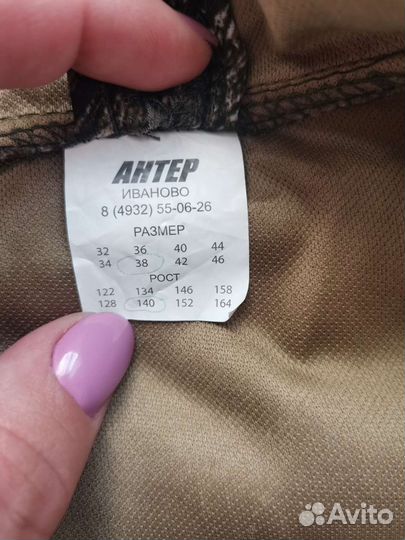 АНТЕР
ИВАНОВО
8 (4932) 55-06-26
РАЗМЕР
32 36 40 44
34 38 42 46
РОСТ
122 134 146 158
128 140 152 164
Avito